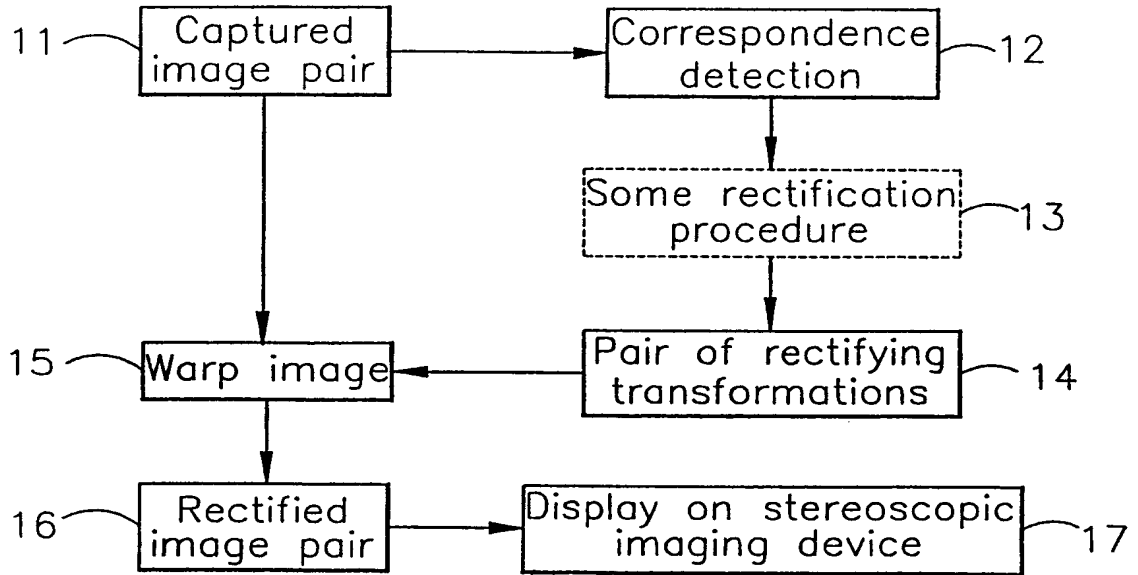 11
Captured
image pair
Correspondence
detection
12
Some rectification
procedure
13
15
Warp image
Pair of rectifying
transformations
14
16
Rectified
image pair
Display on stereoscopic
imaging device
17